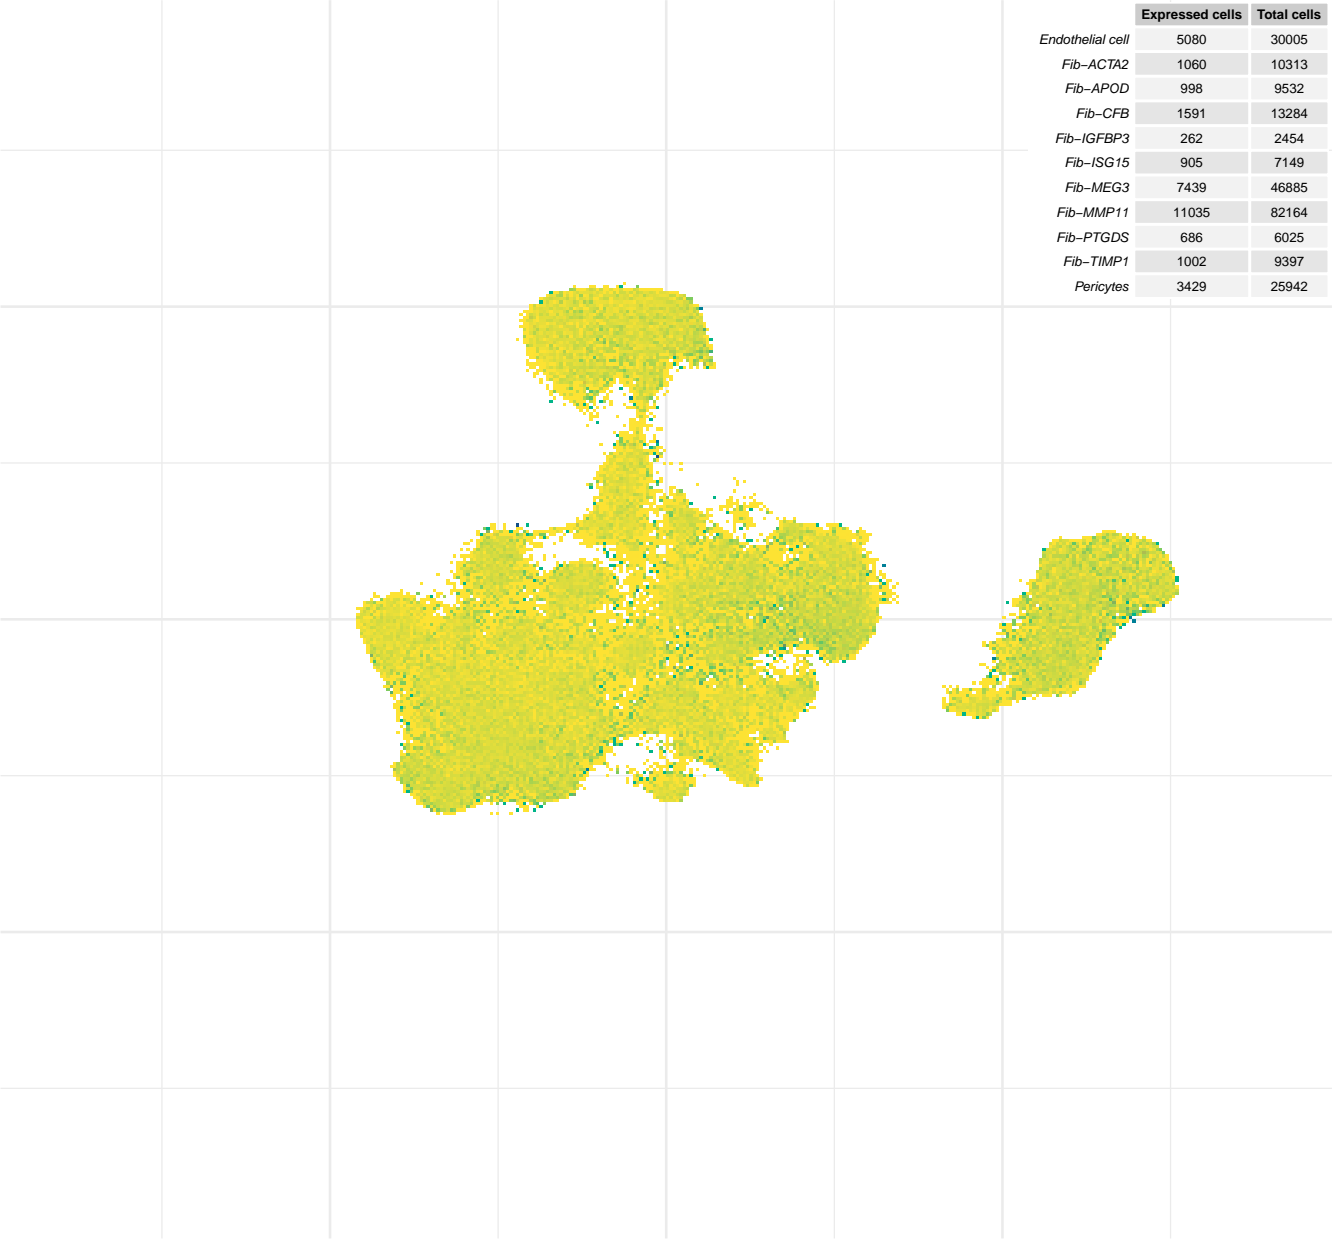 Expressed cells Total cells
Endothelial cell 5080 30005
Fib−ACTA2 1060 10313
Fib−APOD 998 9532
Fib−CFB 1591 13284
Fib−IGFBP3 262 2454
Fib−ISG15 905 7149
Fib−MEG3 7439 46885
Fib−MMP11 11035 82164
Fib−PTGDS 686 6025
Fib−TIMP1 1002 9397
Pericytes 3429 25942